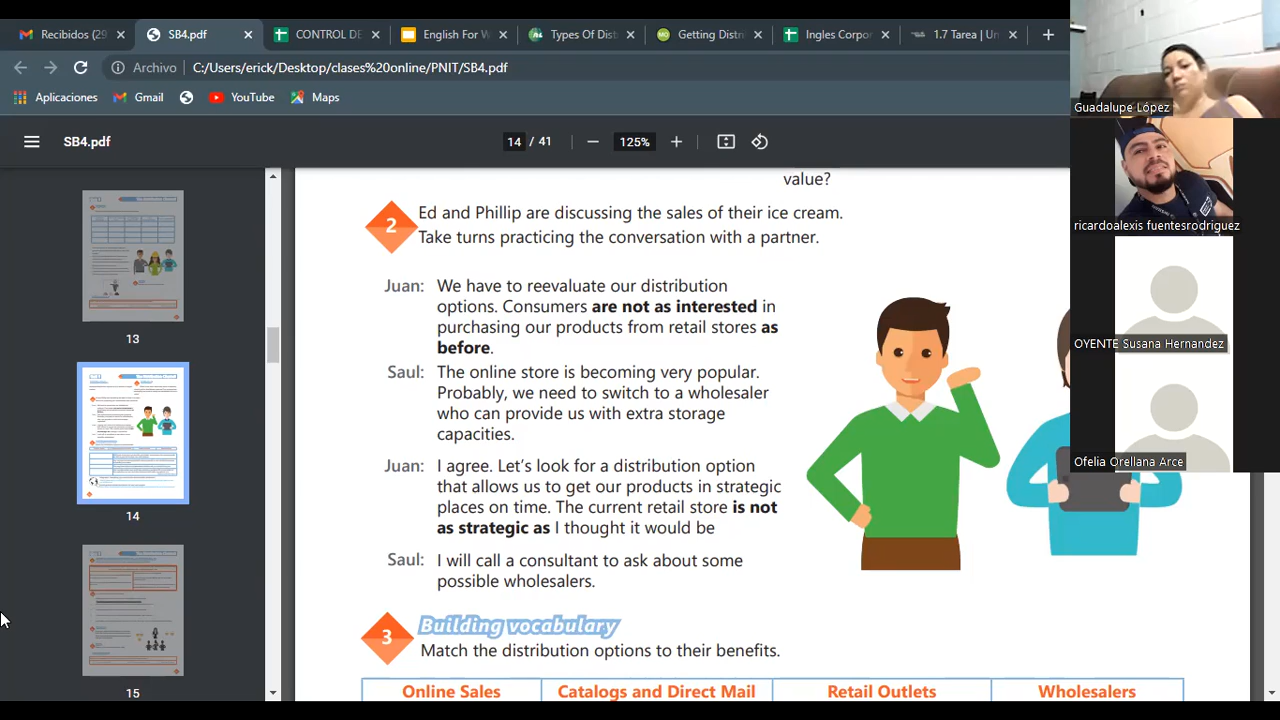 Recibidos (29
SB4.pdf
CONTROL DE
English For W
Types Of Dist
Getting Distr
Ingles Corpor
1.7 Tarea | Un
Archivo
C:/Users/erick/Desktop/clases%20online/PNIT/SB4.pdf
Aplicaciones
Gmail
YouTube
Maps
SB4.pdf
14 / 41
125%
13
14
15
value?
2
Ed and Phillip are discussing the sales of their ice cream.
Take turns practicing the conversation with a partner.
Juan: We have to reevaluate our distribution
options. Consumers are not as interested in
purchasing our products from retail stores as
before.
Saul: The online store is becoming very popular.
Probably, we need to switch to a wholesaler
who can provide us with extra storage
capacities.
Juan: I agree. Let's look for a distribution option
that allows us to get our products in strategic
places on time. The current retail store is not
as strategic as I thought it would be
Saul: I will call a consultant to ask about some
possible wholesalers.
3
Building vocabulary
Match the distribution options to their benefits.
Online Sales
Catalogs and Direct Mail
Retail Outlets
Wholesalers
Guadalupe López
ricardoalexis fuentesrodriguez
OYENTE Susana Hernandez
Ofelia Orellana Arce